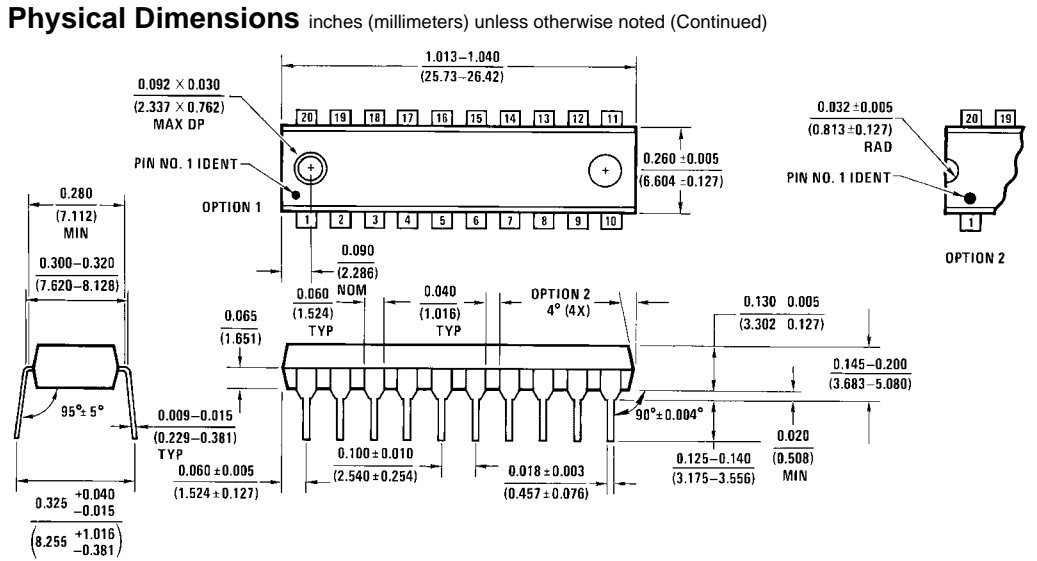 Physical Dimensions inches (millimeters) unless otherwise noted (Continued)
1.013–1.040
(25.73–26.42)
0.092 × 0.030
(2.337 × 0.762)
MAX DP
20 19 18 17 16 15 14 13 12 11
0.032 ±0.005
(0.813 ±0.127)
RAD
20 19
PIN NO. 1 IDENT
0.260 ±0.005
(6.604 ±0.127)
PIN NO. 1 IDENT
OPTION 1
1 2 3 4 5 6 7 8 9 10
1
OPTION 2
0.280
(7.112)
MIN
0.090
(2.286)
NOM
0.300–0.320
(7.620–8.128)
0.060
(1.524)
TYP
0.040
(1.016)
TYP
OPTION 2
4° (4X)
0.130 0.005
(3.302 0.127)
0.065
(1.651)
0.145–0.200
(3.683–5.080)
95°± 5°
90°±0.004°
0.009–0.015
(0.229–0.381)
TYP
0.020
(0.508)
MIN
0.100 ±0.010
(2.540 ±0.254)
0.125–0.140
(3.175–3.556)
0.060 ±0.005
(1.524 ±0.127)
0.018 ±0.003
(0.457 ±0.076)
0.325 +0.040
–0.015
(8.255 +1.016
–0.381)